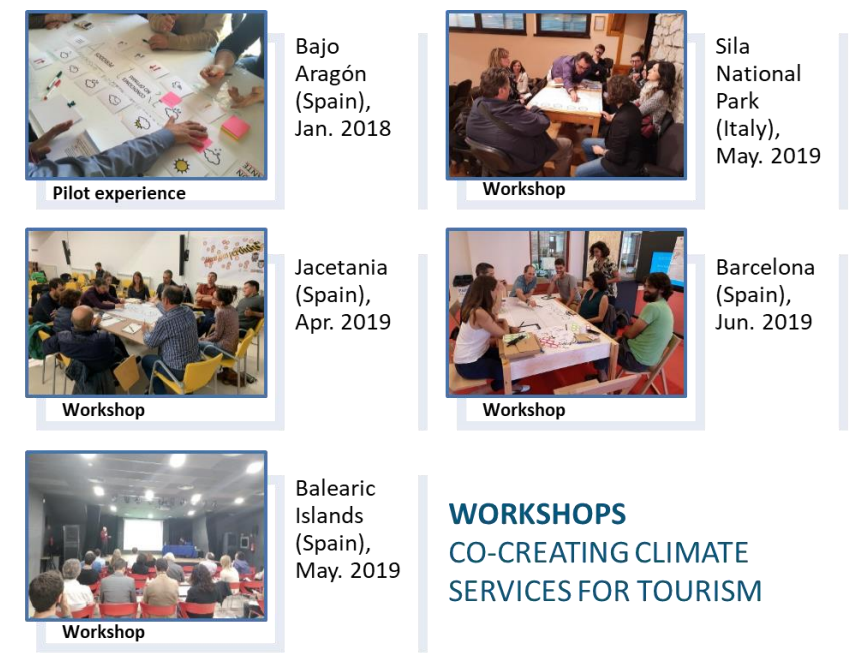 Bajo
Aragón
(Spain),
Jan. 2018
Pilot experience
Sila
National
Park
(Italy),
May. 2019
Workshop
Jacetania
(Spain),
Apr. 2019
Workshop
Barcelona
(Spain),
Jun. 2019
Workshop
Balearic
Islands
(Spain),
May. 2019
Workshop
WORKSHOPS
CO-CREATING CLIMATE
SERVICES FOR TOURISM